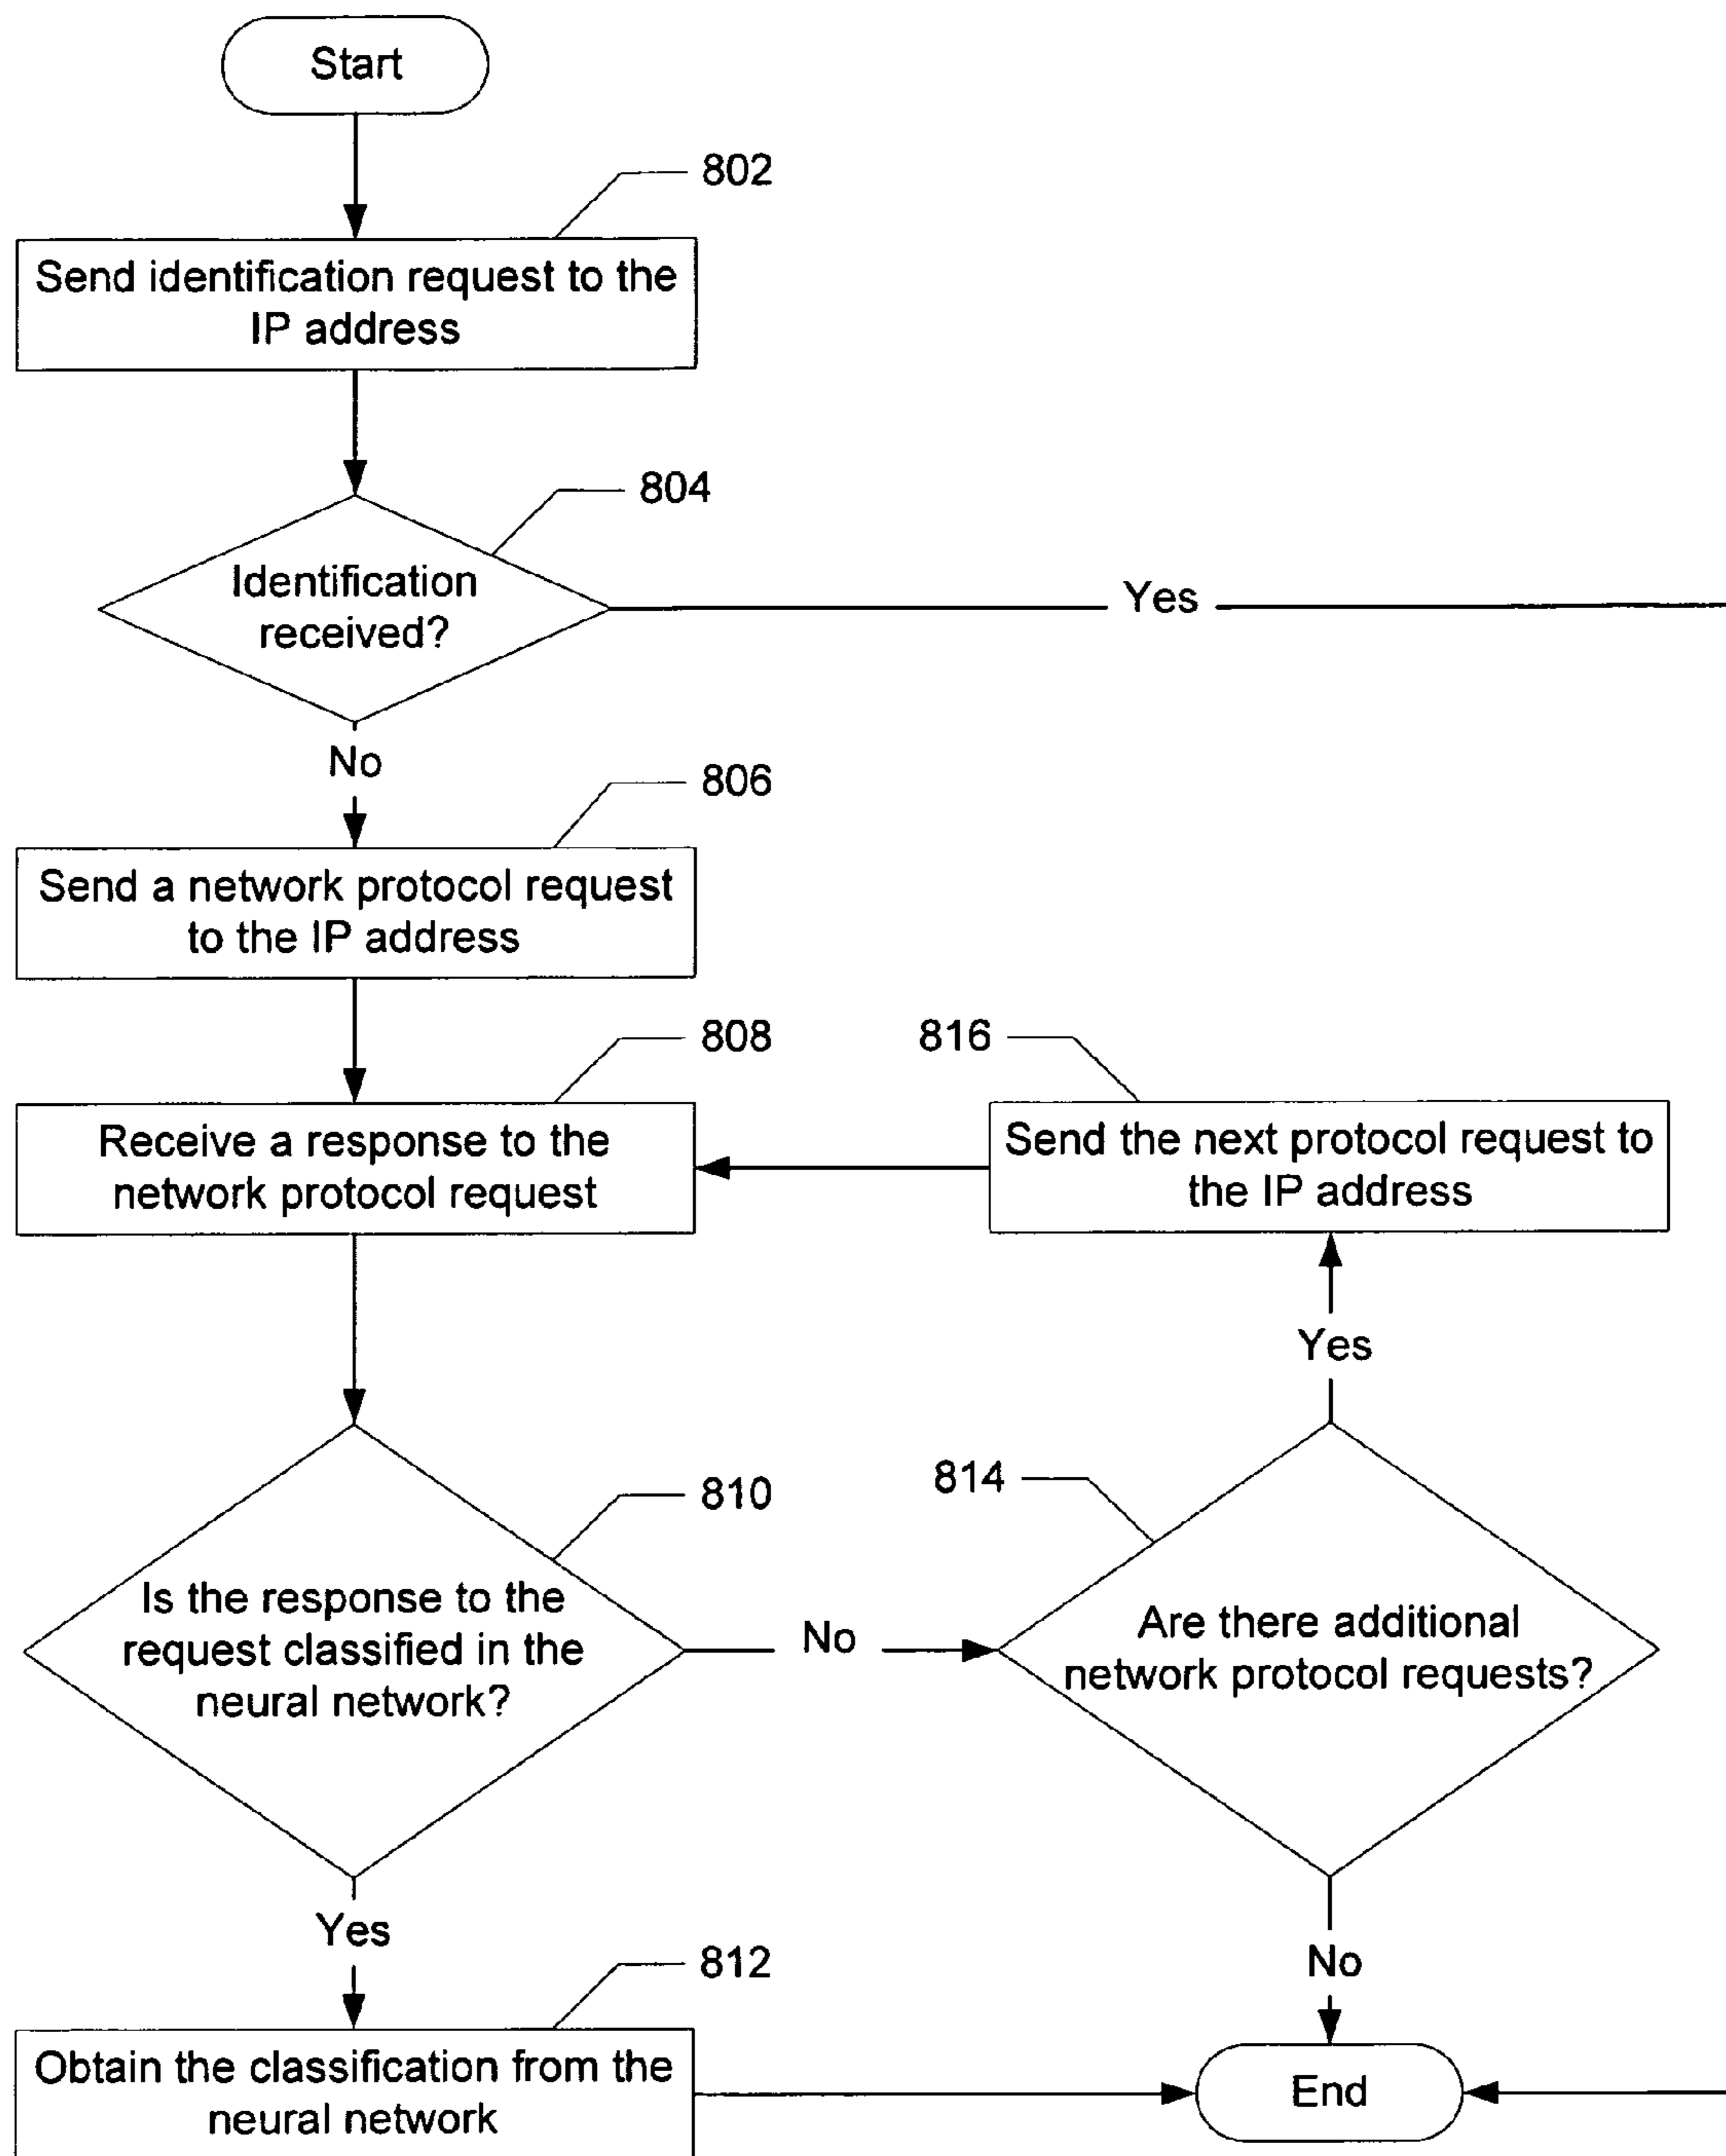 Start
802
Send identification request to the
IP address
804
Identification
received?
Yes
No
806
Send a network protocol request
to the IP address
808
816
Receive a response to the
network protocol request
Send the next protocol request to
the IP address
Yes
810
814
Is the response to the
request classified in the
neural network?
No
Are there additional
network protocol requests?
Yes
No
812
Obtain the classification from the
neural network
End